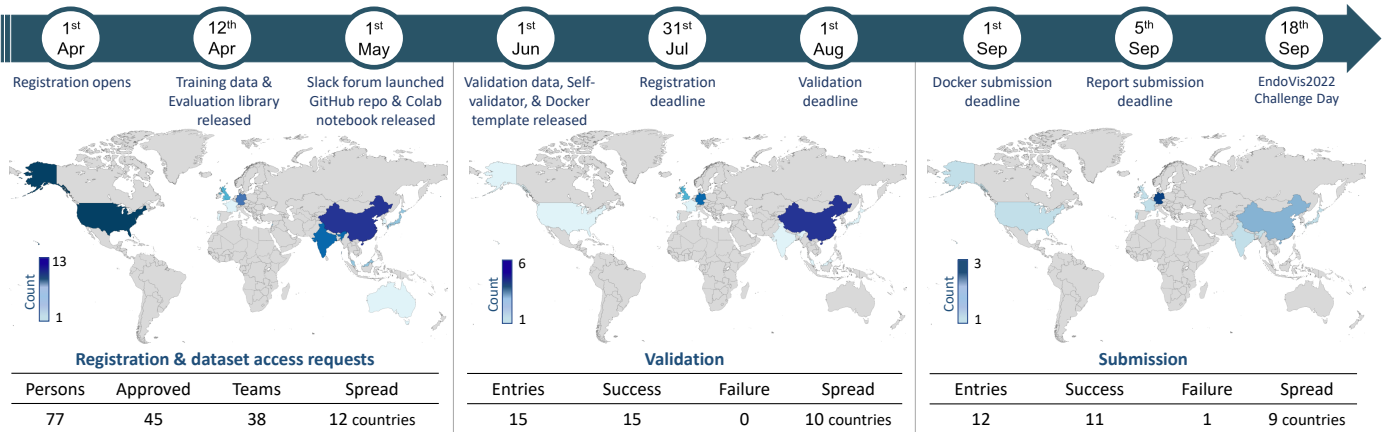 1st Apr
12th Apr
1st May
1st Jun
31st Jul
1st Aug
1st Sep
5th Sep
18th Sep
Registration opens
Training data &
Evaluation library
released
Slack forum launched
GitHub repo & Colab
notebook released
Validation data, Self-
validator, & Docker
template released
Registration
deadline
Validation
deadline
Docker submission
deadline
Report submission
deadline
EndoVis2022
Challenge Day
13
Count
1
6
Count
1
3
Count
1
Registration & dataset access requests
Persons Approved Teams Spread
77 45 38 12 countries
Validation
Entries Success Failure Spread
15 15 0 10 countries
Submission
Entries Success Failure Spread
12 11 1 9 countries